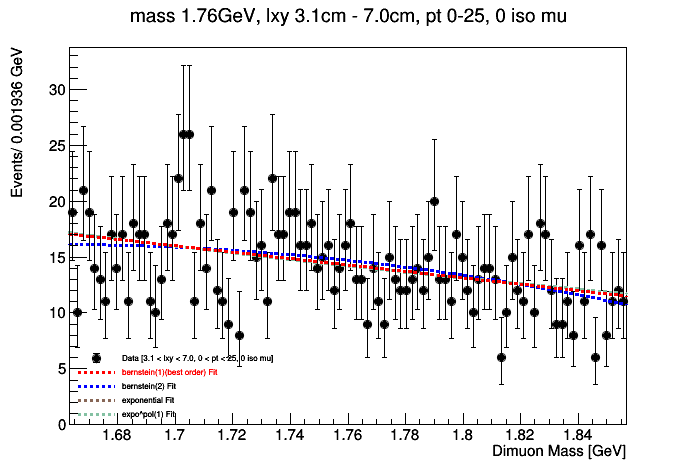 mass 1.76GeV, lxy 3.1cm - 7.0cm, pt 0-25, 0 iso mu
Events/ 0.001936 GeV
30
25
20
15
10
5
0
Data [3.1 < lxy < 7.0, 0 < pt < 25, 0 iso mu]
bernstein(1)(best order) Fit
bernstein(2) Fit
exponential Fit
expo*pol(1) Fit
1.68 1.7 1.72 1.74 1.76 1.78 1.8 1.82 1.84
Dimuon Mass [GeV]